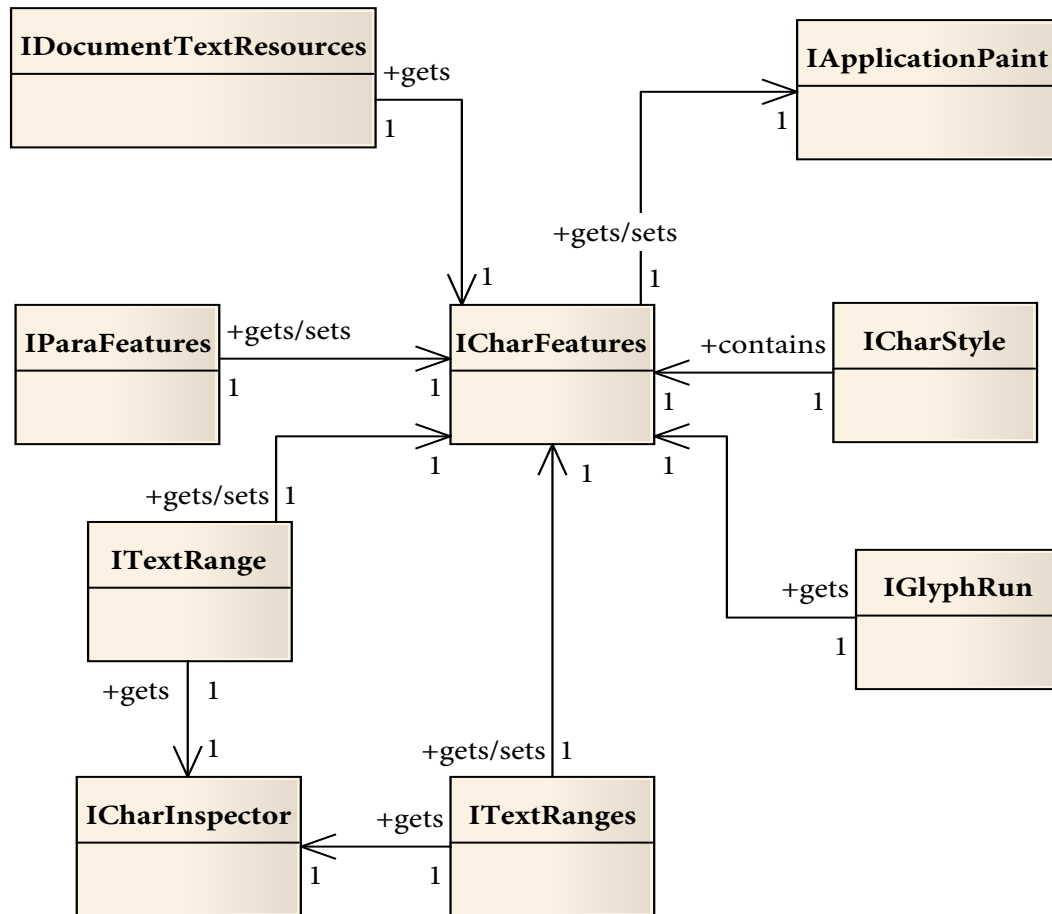 IDocumentTextResources
+gets
1
1
IApplicationPaint
1
+gets/sets
1
IParaFeatures
+gets/sets
1
1
ICharFeatures
+contains
1
1
ICharStyle
1
1
1
+gets/sets
1
ITextRange
+gets
1
IGlyphRun
+gets
1
1
+gets/sets
1
ICharInspector
+gets
1
1
ITextRanges